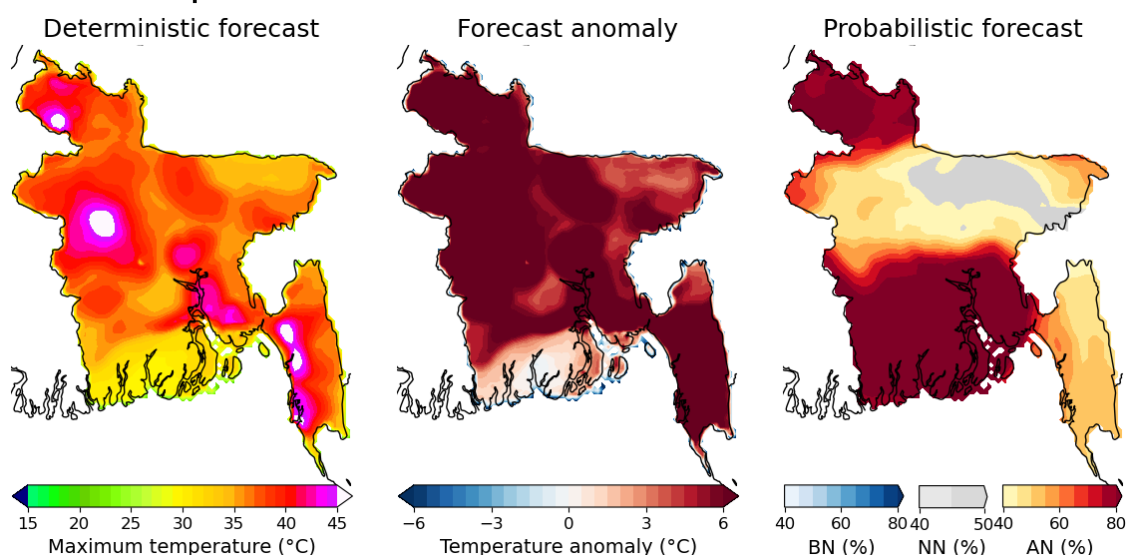 Deterministic forecast
Forecast anomaly
Probabilistic forecast
15 20 25 30 35 40 45
Maximum temperature (°C)
−6 −3 0 3 6
Temperature anomaly (°C)
40 60 80
BN (%)
40 50
NN (%)
40 60 80
AN (%)